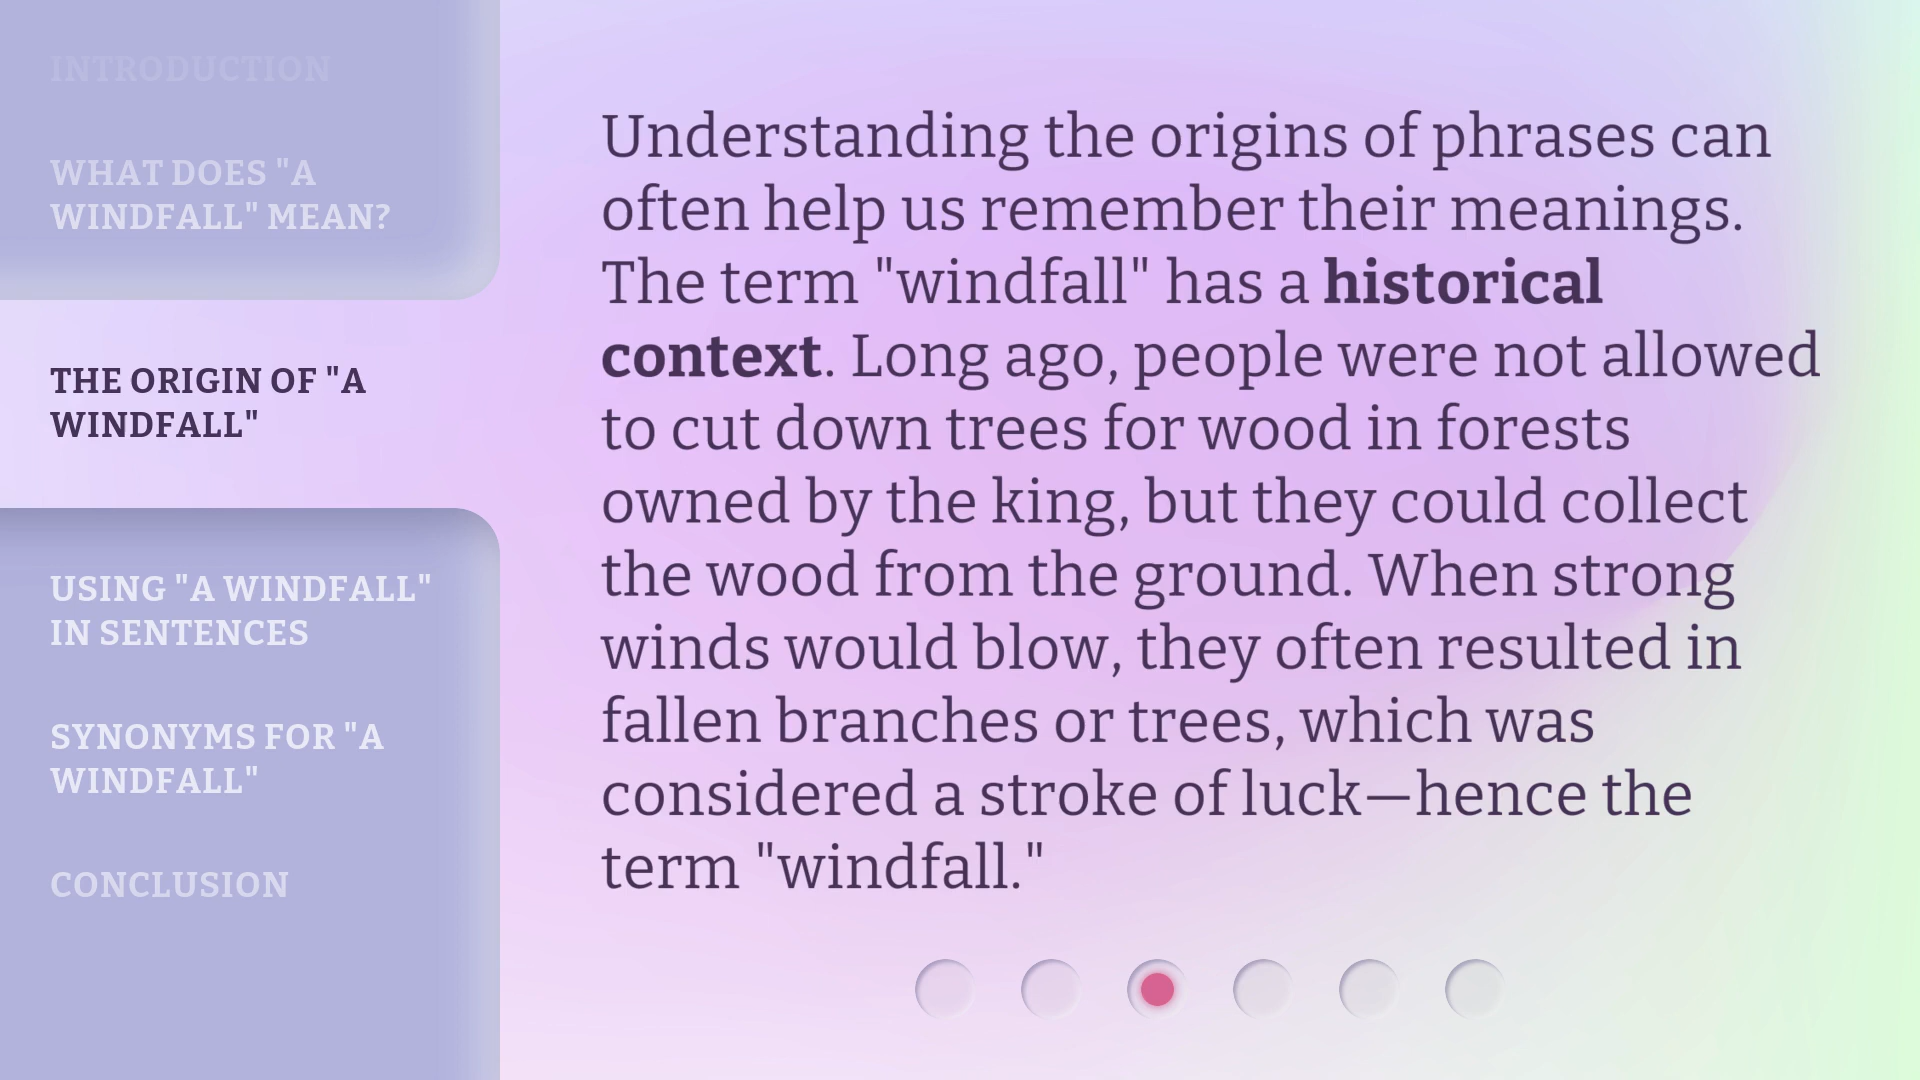 INTRODUCTION
WHAT DOES "A
WINDFALL" MEAN?
THE ORIGIN OF "A
WINDFALL"
USING "A WINDFALL"
IN SENTENCES
SYNONYMS FOR "A
WINDFALL"
CONCLUSION
Understanding the origins of phrases can
often help us remember their meanings.
The term "windfall" has a historical
context. Long ago, people were not allowed
to cut down trees for wood in forests
owned by the king, but they could collect
the wood from the ground. When strong
winds would blow, they often resulted in
fallen branches or trees, which was
considered a stroke of luck—hence the
term "windfall."